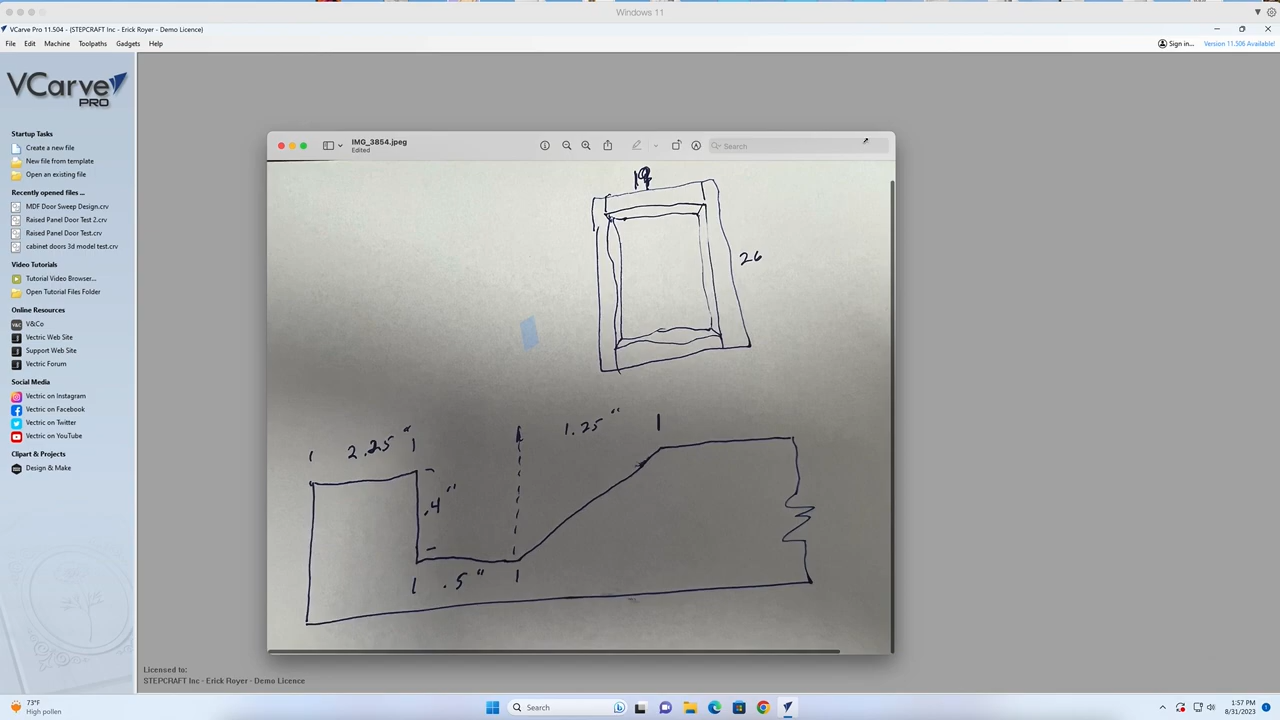 Windows 11
VCarve Pro 11.504 - {STEPCRAFT Inc - Erick Royer - Demo Licence}
File Edit Machine Toolpaths Gadgets Help
Sign in... Version 11.506 Available!
VCarve
PRO
Startup Tasks
Create a new file
New file from template
Open an existing file
Recently opened files ...
MDF Door Sweep Design.crv
Raised Panel Door Test 2.crv
Raised Panel Door Test.crv
cabinet doors 3d model test.crv
Video Tutorials
Tutorial Video Browser...
Open Tutorial Files Folder
Online Resources
V&Co
Vectric Web Site
Support Web Site
Vectric Forum
Social Media
Vectric on Instagram
Vectric on Facebook
Vectric on Twitter
Vectric on YouTube
Clipart & Projects
Design & Make
IMG_3854.jpeg
Edited
Search
26
2.25"
1.25"
.4"
.5"
Licensed to:
STEPCRAFT Inc - Erick Royer - Demo Licence
73°F
High pollen
Search
1:57 PM
8/31/2023